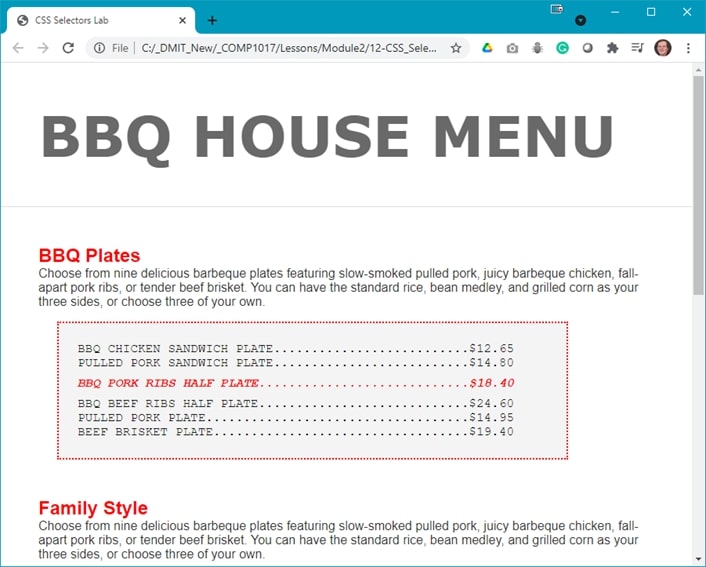 CSS Selectors Lab
File | C:/_DMIT_New/_COMP1017/Lessons/Module2/12-CSS_Sele...
BBQ HOUSE MENU
BBQ Plates
Choose from nine delicious barbeque plates featuring slow-smoked pulled pork, juicy barbeque chicken, fall-
apart pork ribs, or tender beef brisket. You can have the standard rice, bean medley, and grilled corn as your
three sides, or choose three of your own.
BBQ CHICKEN SANDWICH PLATE..........................$12.65
PULLED PORK SANDWICH PLATE..........................$14.80
BBQ PORK RIBS HALF PLATE............................$18.40
BBQ BEEF RIBS HALF PLATE............................$24.60
PULLED PORK PLATE...................................$14.95
BEEF BRISKET PLATE..................................$19.40
Family Style
Choose from nine delicious barbeque plates featuring slow-smoked pulled pork, juicy barbeque chicken, fall-
apart pork ribs, or tender beef brisket. You can have the standard rice, bean medley, and grilled corn as your
three sides, or choose three of your own.